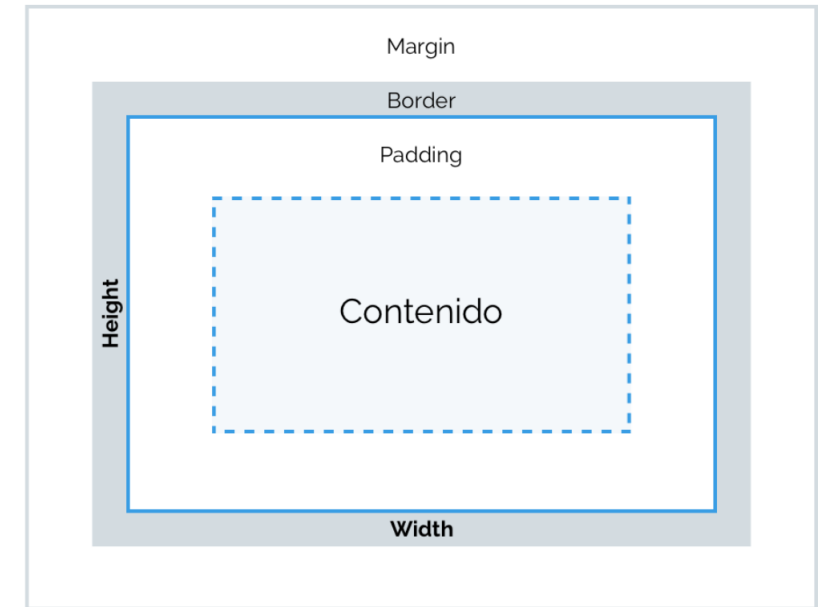 Margin
Border
Padding
Height
Contenido
Width